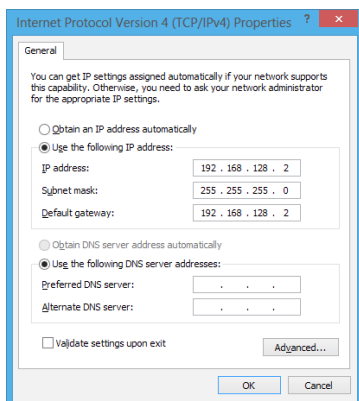 Internet Protocol Version 4 (TCP/IPv4) Properties ? ×
General
You can get IP settings assigned automatically if your network supports
this capability. Otherwise, you need to ask your network administrator
for the appropriate IP settings.
Obtain an IP address automatically
Use the following IP address:
IP address: 192 . 168 . 128 . 2
Subnet mask: 255 . 255 . 255 . 0
Default gateway: 192 . 168 . 128 . 2
Obtain DNS server address automatically
Use the following DNS server addresses:
Preferred DNS server: . . .
Alternate DNS server: . . .
Validate settings upon exit
Advanced...
OK Cancel